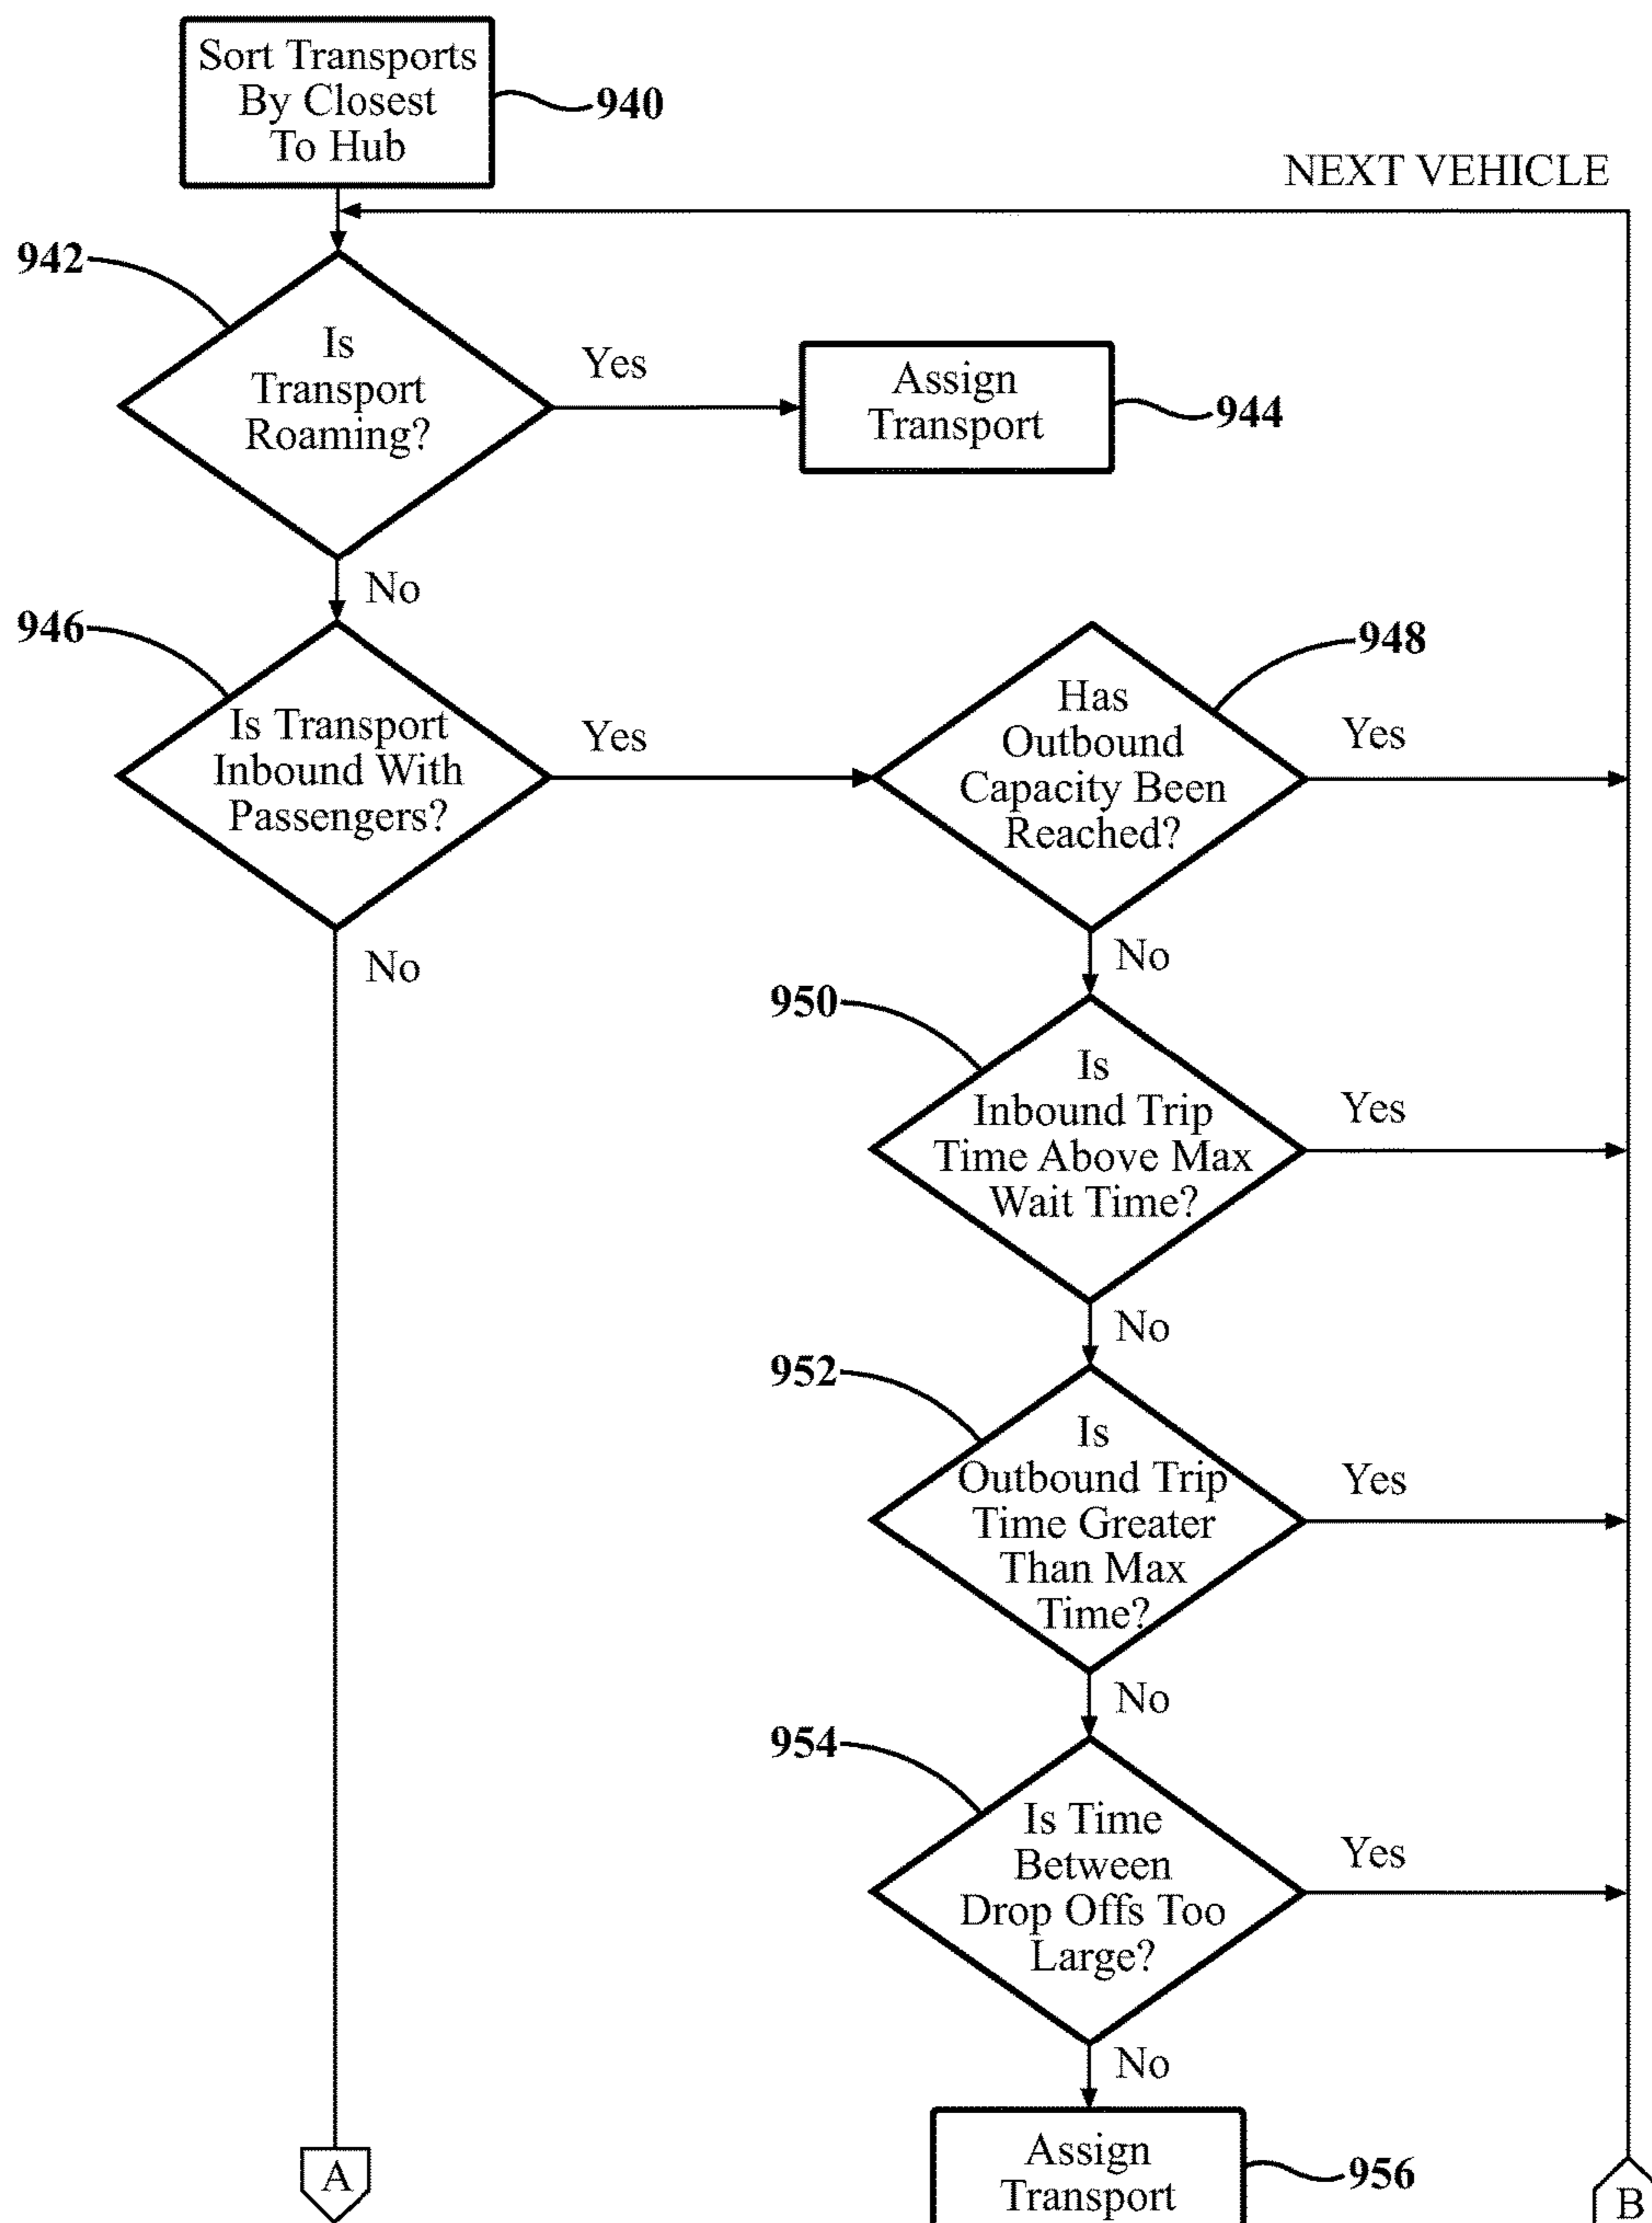 Sort Transports
By Closest
To Hub
940
NEXT VEHICLE
942
Is
Transport
Roaming?
Yes
Assign
Transport
944
No
946
Is Transport
Inbound With
Passengers?
Yes
948
Has
Outbound
Capacity Been
Reached?
Yes
No
No
950
Is
Inbound Trip
Time Above Max
Wait Time?
Yes
No
952
Is
Outbound Trip
Time Greater
Than Max
Time?
Yes
No
954
Is Time
Between
Drop Offs Too
Large?
Yes
No
Assign
Transport
956
A
B